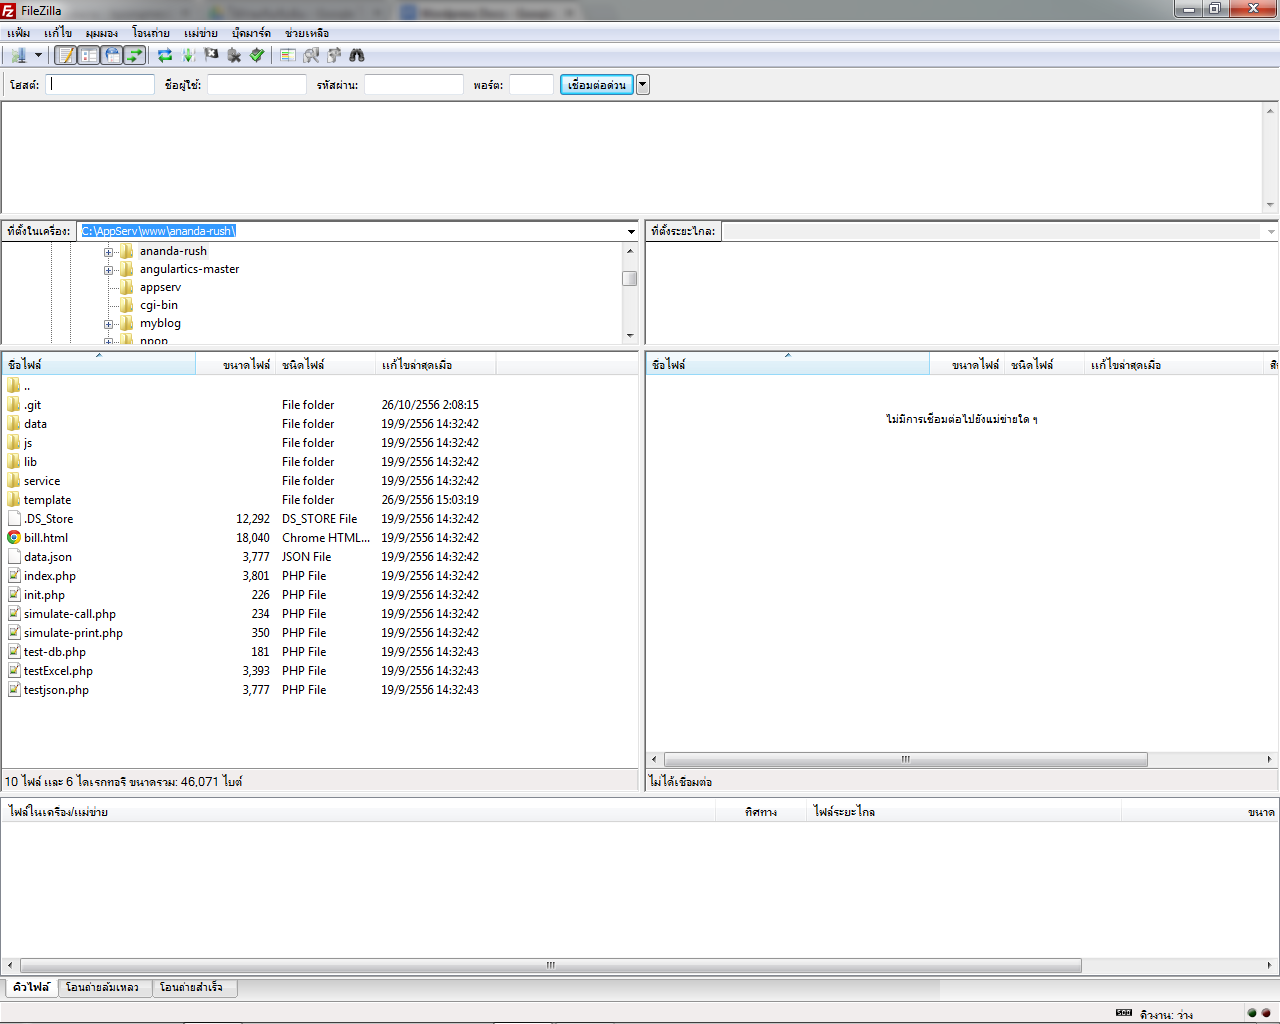 FileZilla
แฟ้ม แก้ไข มุมมอง โอนถ่าย แม่ข่าย บุ๊คมาร์ค ช่วยเหลือ
โฮสต์: ชื่อผู้ใช้: รหัสผ่าน: พอร์ต: เชื่อมต่อด่วน
ที่ตั้งในเครื่อง: C:\AppServ\www\ananda-rush\
ananda-rush
angulartics-master
appserv
cgi-bin
myblog
npop
ที่ตั้งระยะไกล:
ชื่อไฟล์ ขนาดไฟล์ ชนิดไฟล์ แก้ไขล่าสุดเมื่อ
..
.git File folder 26/10/2556 2:08:15
data File folder 19/9/2556 14:32:42
js File folder 19/9/2556 14:32:42
lib File folder 19/9/2556 14:32:42
service File folder 19/9/2556 14:32:42
template File folder 26/9/2556 15:03:19
.DS_Store 12,292 DS_STORE File 19/9/2556 14:32:42
bill.html 18,040 Chrome HTML... 19/9/2556 14:32:42
data.json 3,777 JSON File 19/9/2556 14:32:42
index.php 3,801 PHP File 19/9/2556 14:32:42
init.php 226 PHP File 19/9/2556 14:32:42
simulate-call.php 234 PHP File 19/9/2556 14:32:42
simulate-print.php 350 PHP File 19/9/2556 14:32:42
test-db.php 181 PHP File 19/9/2556 14:32:43
testExcel.php 3,393 PHP File 19/9/2556 14:32:43
testjson.php 3,777 PHP File 19/9/2556 14:32:43
10 ไฟล์ และ 6 ไดเรกทอรี ขนาดรวม: 46,071 ไบต์
ชื่อไฟล์ ขนาดไฟล์ ชนิดไฟล์ แก้ไขล่าสุดเมื่อ
ไม่มีการเชื่อมต่อไปยังแม่ข่ายใด ๆ
ไม่ได้เชื่อมต่อ
ไฟล์ในเครื่อง/แม่ข่าย ทิศทาง ไฟล์ระยะไกล ขนาด
คิวไฟล์ โอนถ่ายล้มเหลว โอนถ่ายสำเร็จ
คิวงาน: ว่าง